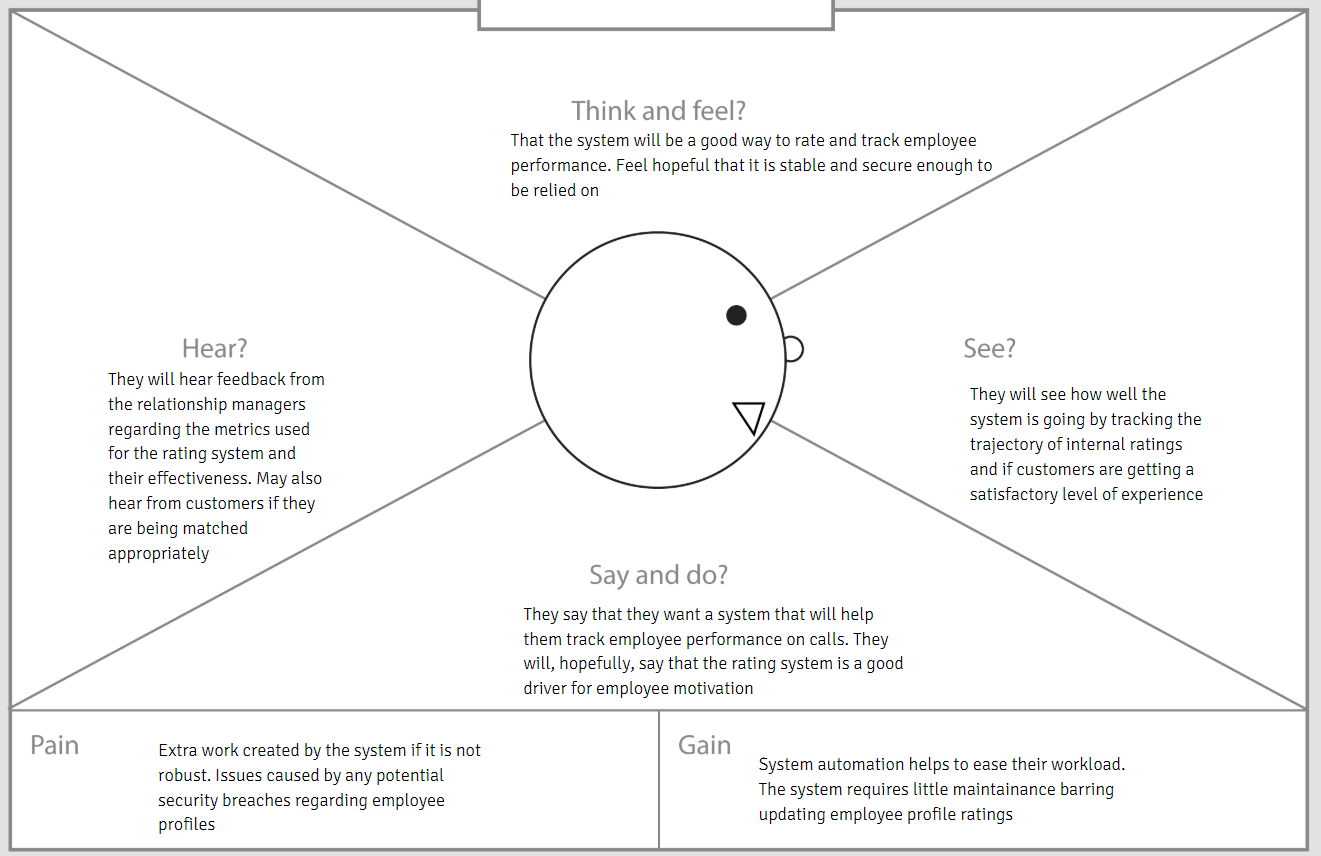 Think and feel?
That the system will be a good way to rate and track employee
performance. Feel hopeful that it is stable and secure enough to
be relied on
Hear?
They will hear feedback from
the relationship managers
regarding the metrics used
for the rating system and
their effectiveness. May also
hear from customers if they
are being matched
appropriately
See?
They will see how well the
system is going by tracking the
trajectory of internal ratings
and if customers are getting a
satisfactory level of experience
Say and do?
They say that they want a system that will help
them track employee performance on calls. They
will, hopefully, say that the rating system is a good
driver for employee motivation
Pain
Extra work created by the system if it is not
robust. Issues caused by any potential
security breaches regarding employee
profiles
Gain
System automation helps to ease their workload.
The system requires little maintainance barring
updating employee profile ratings